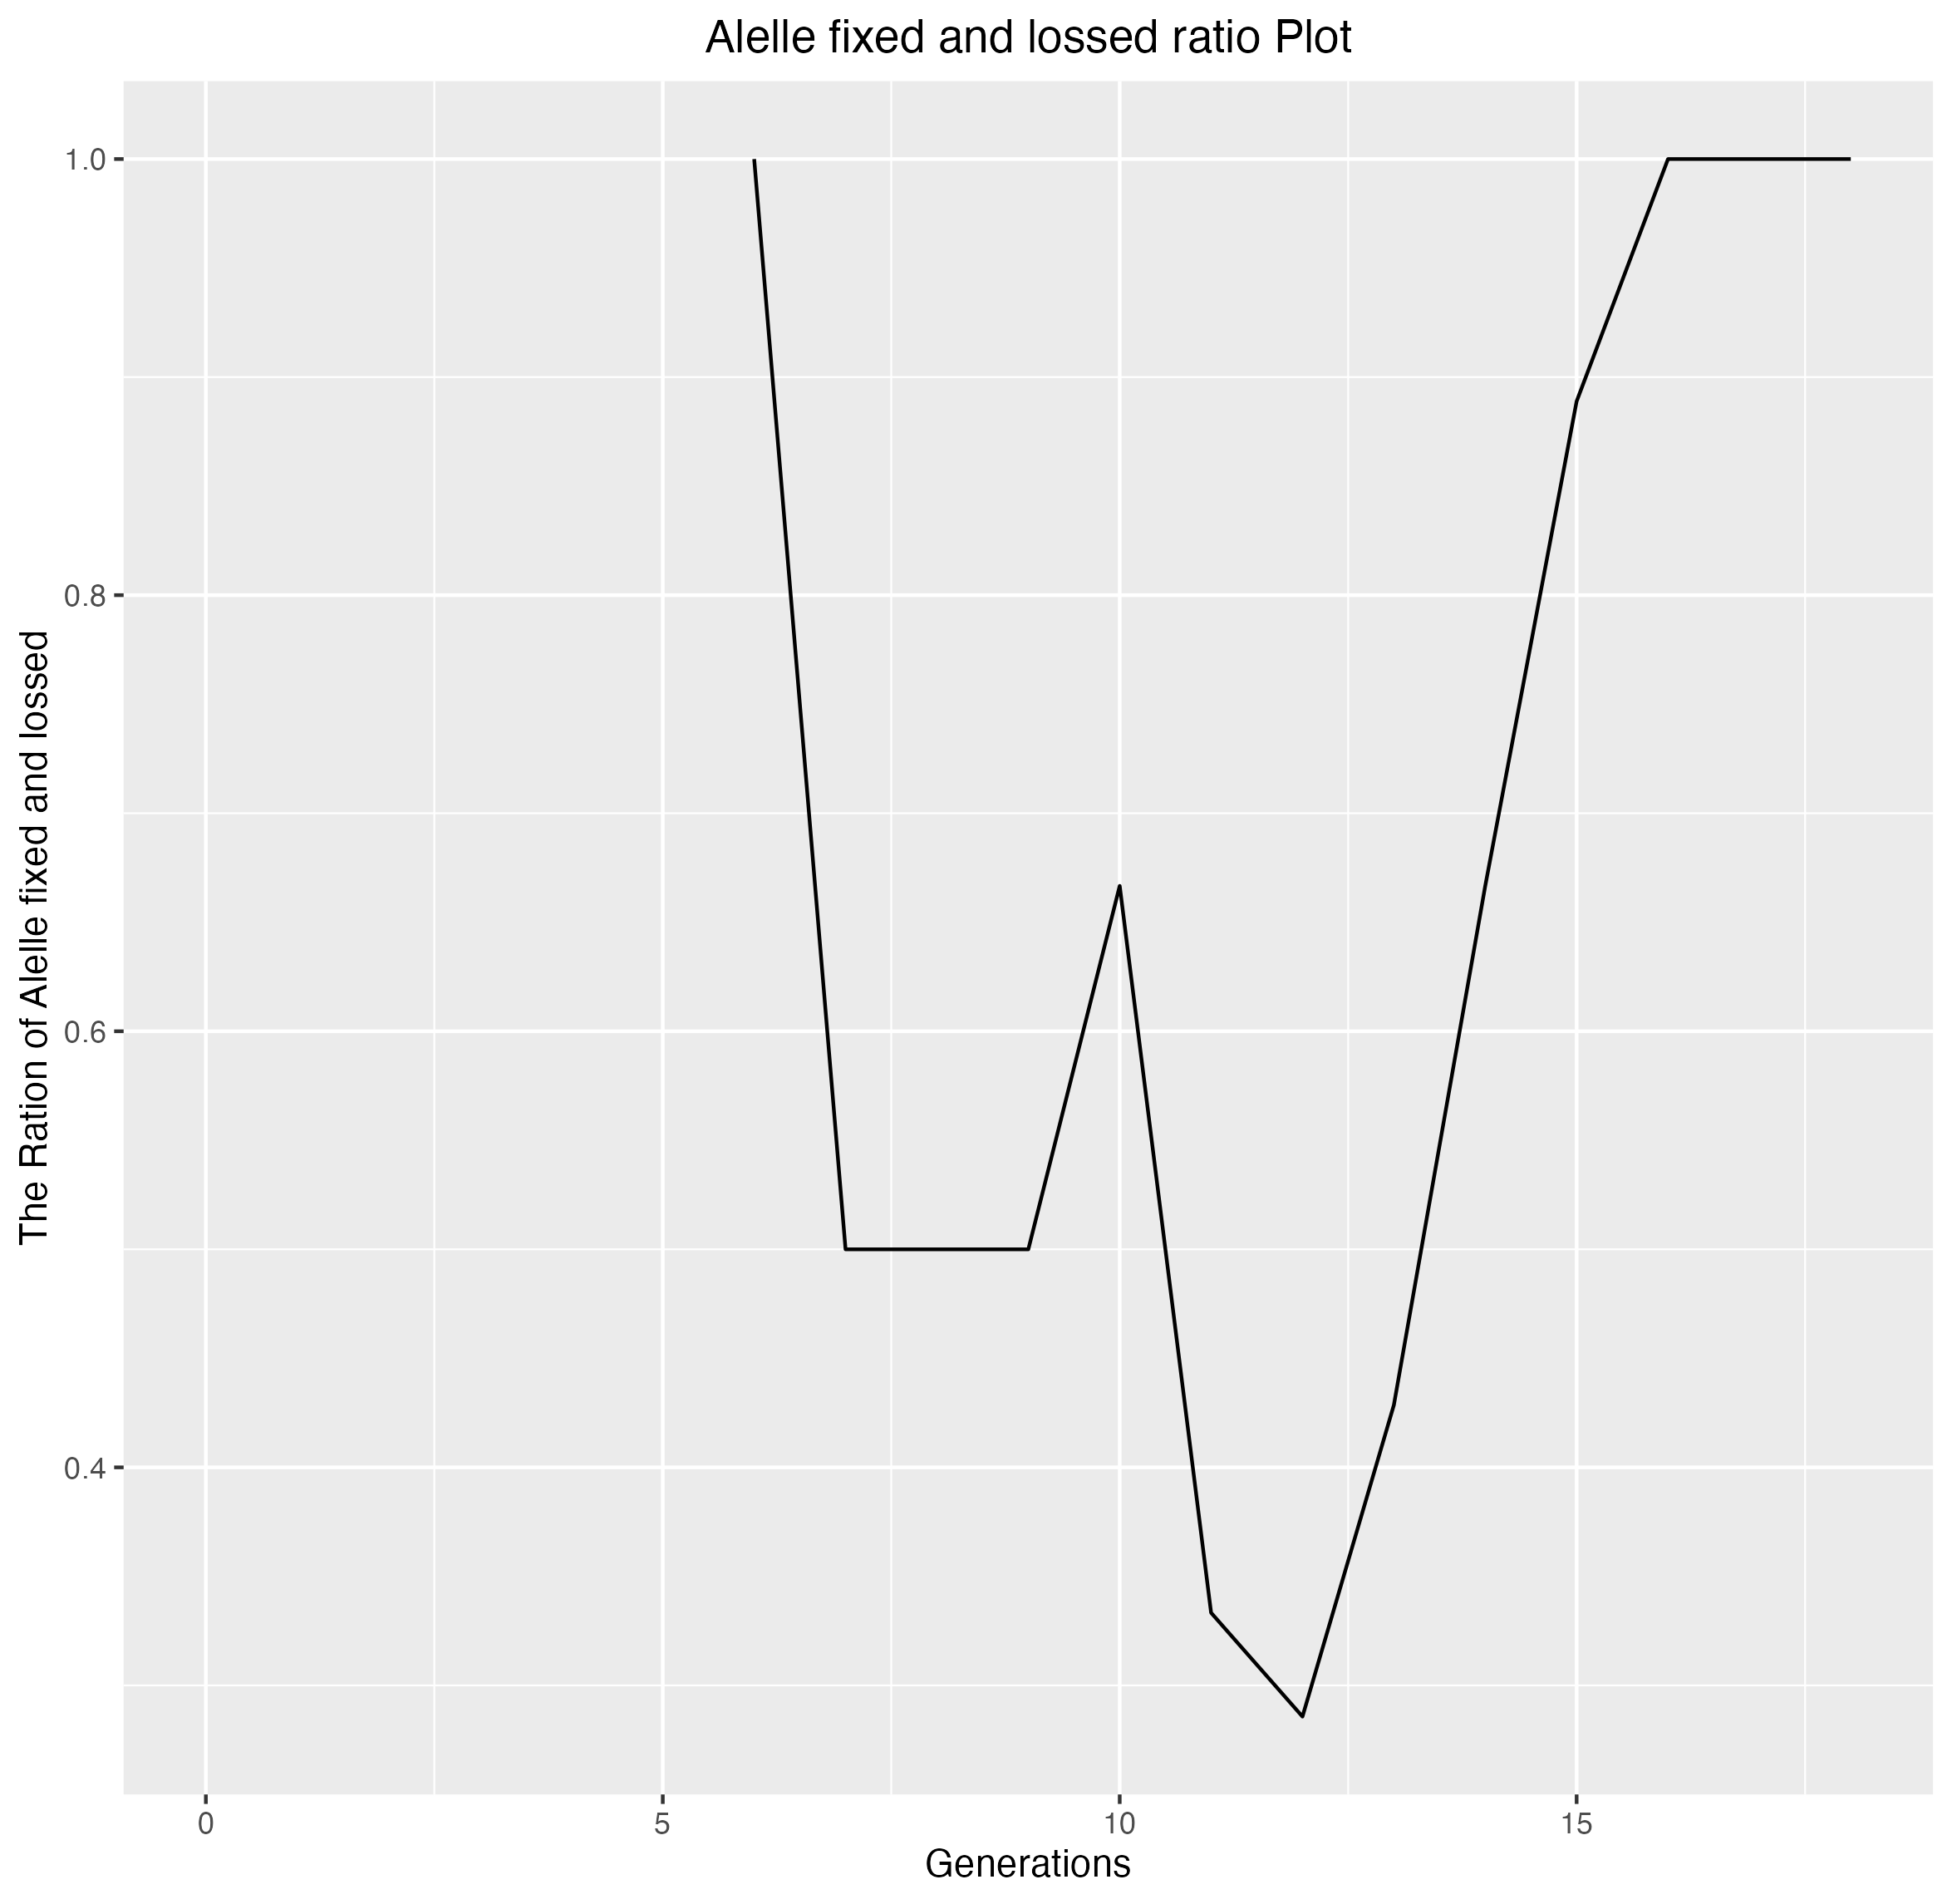 Alelle fixed and lossed ratio Plot
The Ration of Alelle fixed and lossed
1.0
0.8
0.6
0.4
0
5
10
15
Generations